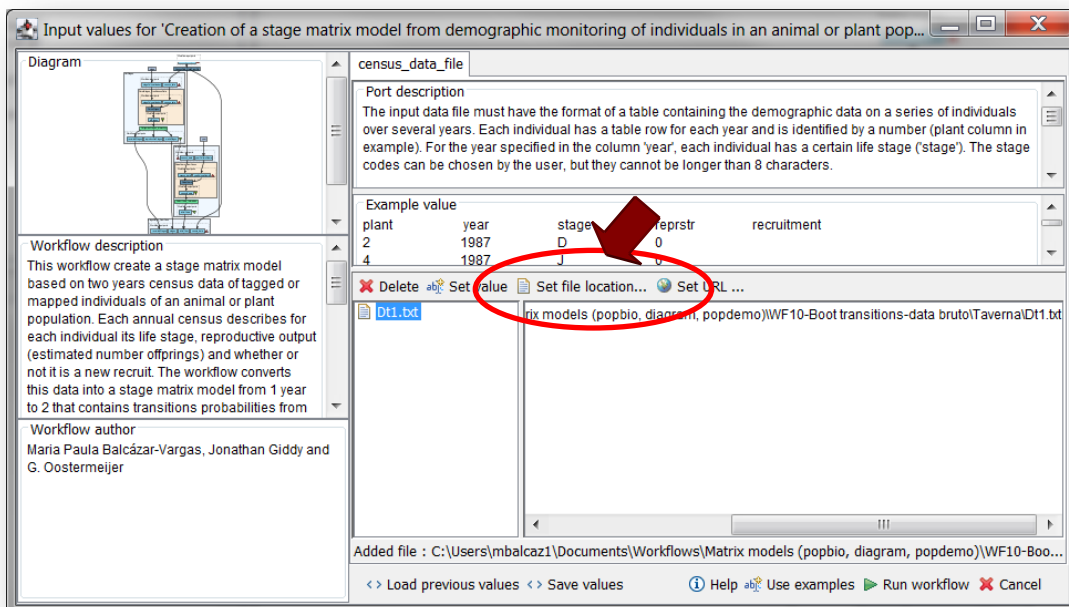 Input values for 'Creation of a stage matrix model from demographic monitoring of individuals in an animal or plant pop...
Diagram
Workflow description
This workflow create a stage matrix model
based on two years census data of tagged or
mapped individuals of an animal or plant
population. Each annual census describes for
each individual its life stage, reproductive output
(estimated number offprings) and whether or
not it is a new recruit. The workflow converts
this data into a stage matrix model from 1 year
to 2 that contains transitions probabilities from
Workflow author
Maria Paula Balcázar-Vargas, Jonathan Giddy and
G. Oostermeijer
census_data_file
Port description
The input data file must have the format of a table containing the demographic data on a series of individuals
over several years. Each individual has a table row for each year and is identified by a number (plant column in
example). For the year specified in the column 'year', each individual has a certain life stage ('stage'). The stage
codes can be chosen by the user, but they cannot be longer than 8 characters.
Example value
plant year stage reprstr recruitment
2 1987 D 0
4 1987 J 0
Delete Set value Set file location... Set URL ...
Dt1.txt
rix models (popbio, diagram, popdemo)\WF10-Boot transitions-data bruto\Taverna\Dt1.txt
Added file : C:\Users\mbalcaz1\Documents\Workflows\Matrix models (popbio, diagram, popdemo)\WF10-Boo...
Load previous values Save values Help Use examples Run workflow Cancel